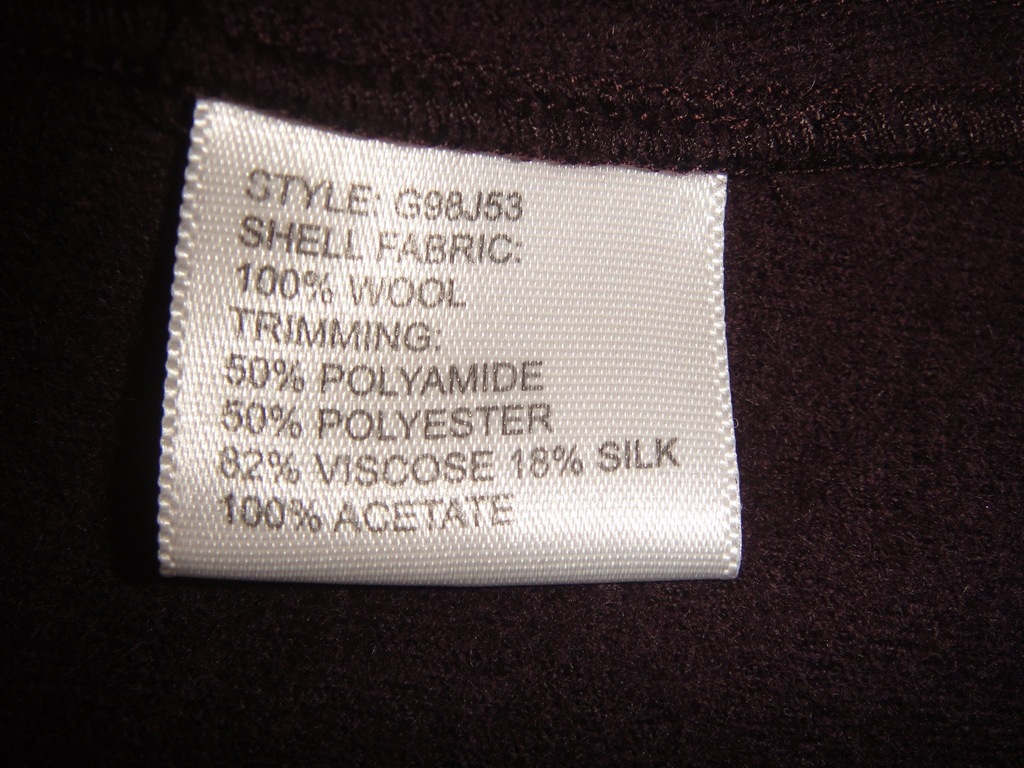 STYLE: G98J53
SHELL FABRIC:
100% WOOL
TRIMMING:
50% POLYAMIDE
50% POLYESTER
82% VISCOSE 18% SILK
100% ACETATE